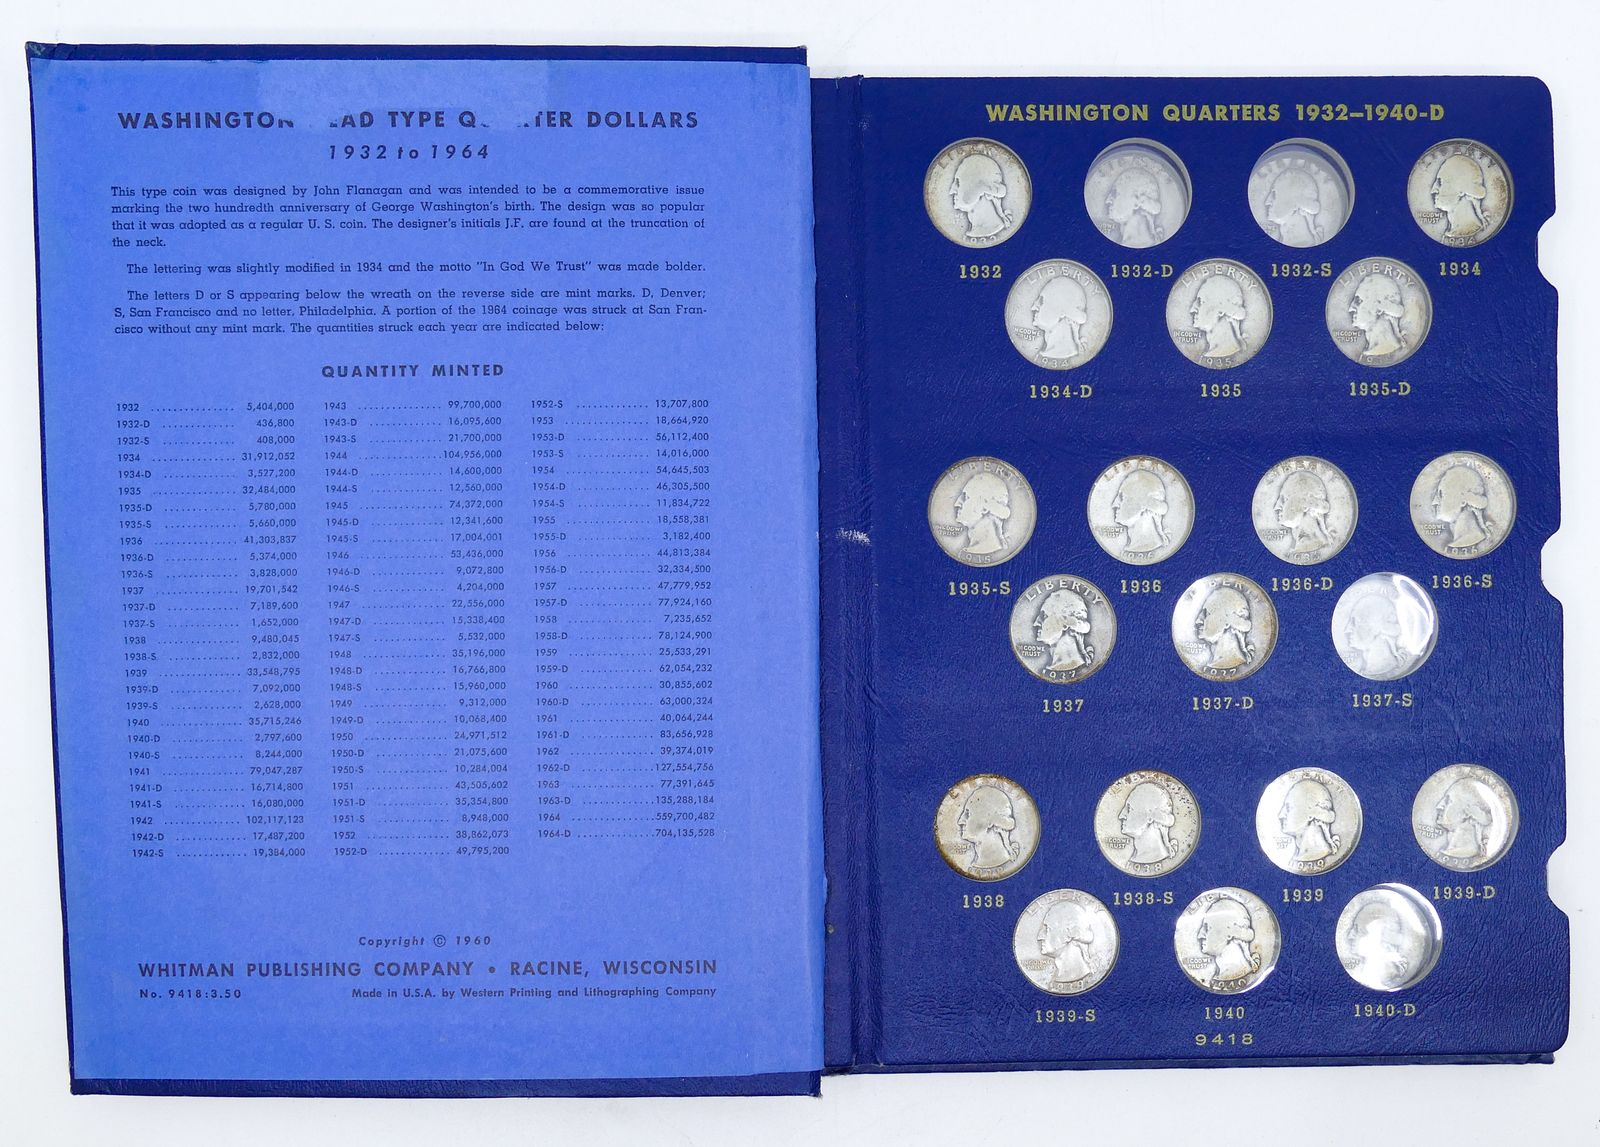 WASHINGTON TYPE DOLLARS
1932 to 1964
This type coin was designed by John Flanagan and was intended to be a commemorative issue
marking the two hundredth anniversary of George Washington's birth. The design was so popular
that it was adopted as a regular U. S. coin. The designer's initials J.F. are found at the truncation of
the neck.
The lettering was slightly modified in 1934 and the motto "In God We Trust" was made bolder.
The letters D or S appearing below the wreath on the reverse side are mint marks. D, Denver;
S, San Francisco and no letter, Philadelphia. A portion of the 1964 coinage was struck at San Fran-
cisco without any mint mark. The quantities struck each year are indicated below:
QUANTITY MINTED
1932 .............. 5,404,000
1932-D ............ 436,800
1932-S ............ 408,000
1934 .............. 31,912,052
1934-D ............ 3,527,200
1935 .............. 32,484,000
1935-D ............ 5,780,000
1935-S ............ 5,660,000
1936 .............. 41,303,837
1936-D ............ 5,374,000
1936-S ............ 3,828,000
1937 .............. 19,701,542
1937-D ............ 7,189,600
1937-S ............ 1,652,000
1938 .............. 9,480,045
1938-S ............ 2,832,000
1939 .............. 33,548,795
1939-D ............ 7,092,000
1939-S ............ 2,628,000
1940 .............. 35,715,246
1940-D ............ 2,797,600
1940-S ............ 8,244,000
1941 .............. 79,047,287
1941-D ............ 16,714,800
1941-S ............ 16,080,000
1942 .............. 102,117,123
1942-D ............ 17,487,200
1942-S ............ 19,384,000
1943 .............. 99,700,000
1943-D ............ 16,095,600
1943-S ............ 21,700,000
1944 .............. 104,956,000
1944-D ............ 14,600,000
1944-S ............ 12,560,000
1945 .............. 74,372,000
1945-D ............ 12,341,600
1945-S ............ 17,004,001
1946 .............. 53,436,000
1946-D ............ 9,072,800
1946-S ............ 4,204,000
1947 .............. 22,556,000
1947-D ............ 15,338,400
1947-S ............ 5,532,000
1948 .............. 35,196,000
1948-D ............ 16,766,800
1948-S ............ 15,960,000
1949 .............. 9,312,000
1949-D ............ 10,068,400
1950 .............. 24,971,512
1950-D ............ 21,075,600
1950-S ............ 10,284,004
1951 .............. 43,505,602
1951-D ............ 35,354,800
1951-S ............ 8,948,000
1952 .............. 38,862,073
1952-D ............ 49,795,200
1952-S ............ 13,707,800
1953 .............. 18,664,920
1953-D ............ 56,112,400
1953-S ............ 14,016,000
1954 .............. 54,645,503
1954-D ............ 46,305,500
1954-S ............ 11,834,722
1955 .............. 18,558,381
1955-D ............ 3,182,400
1956 .............. 44,813,384
1956-D ............ 32,334,500
1957 .............. 47,779,952
1957-D ............ 77,924,160
1958 .............. 7,235,652
1958-D ............ 78,124,900
1959 .............. 25,533,291
1959-D ............ 62,054,232
1960 .............. 30,855,602
1960-D ............ 63,000,324
1961 .............. 40,064,244
1961-D ............ 83,656,928
1962 .............. 39,374,019
1962-D ............ 127,554,756
1963 .............. 77,391,645
1963-D ............ 135,288,184
1964 .............. 559,700,482
1964-D ............ 704,135,528
Copyright © 1960
WHITMAN PUBLISHING COMPANY • RACINE, WISCONSIN
No. 9418:3.50 Made in U.S.A. by Western Printing and Lithographing Company
WASHINGTON QUARTERS 1932–1940-D
1932 1932-D 1932-S 1934
1934-D 1935 1935-D
1935-S 1936 1936-D 1936-S
1937 1937-D 1937-S
1938 1938-S 1939 1939-D
1939-S 1940 1940-D
9418